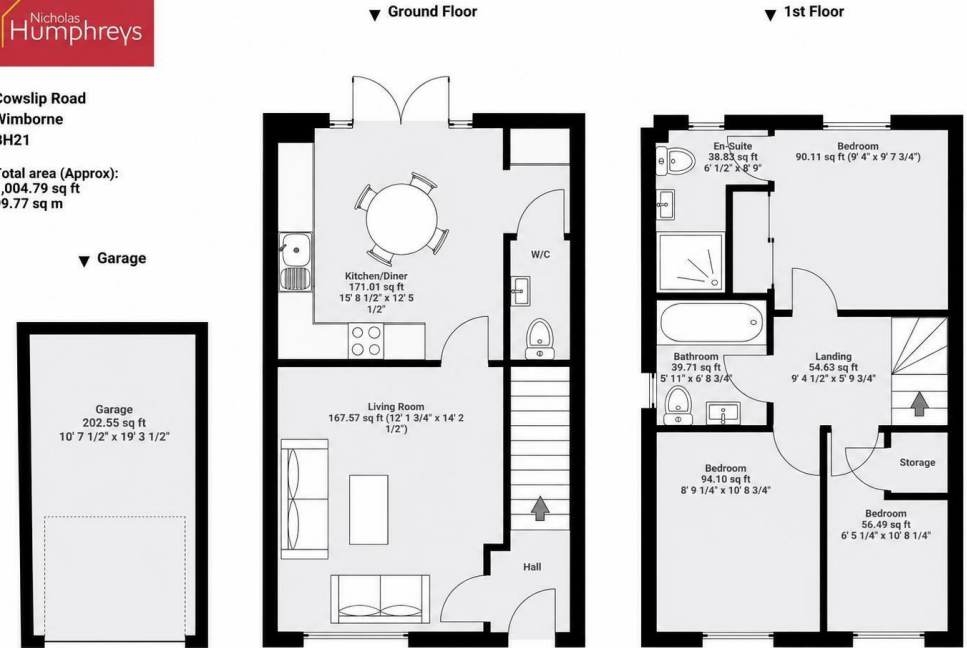 Nicholas
Humphreys
Ground Floor
1st Floor
Cowslip Road
Wimborne
BH21
Total area (Approx):
,004.79 sq ft
9.77 sq m
Garage
Garage
202.55 sq ft
10' 7 1/2" x 19' 3 1/2"
Kitchen/Diner
171.01 sq ft
15' 8 1/2" x 12' 5
1/2"
W/C
Living Room
167.57 sq ft (12' 1 3/4" x 14' 2
1/2")
Hall
En-Suite
38.83 sq ft
6' 1/2" x 8' 9"
Bedroom
90.11 sq ft (9' 4" x 9' 7 3/4")
Bathroom
39.71 sq ft
5' 11" x 6' 8 3/4"
Landing
54.63 sq ft
9' 4 1/2" x 5' 9 3/4"
Storage
Bedroom
94.10 sq ft
8' 9 1/4" x 10' 8 3/4"
Bedroom
56.49 sq ft
6' 5 1/4" x 10' 8 1/4"